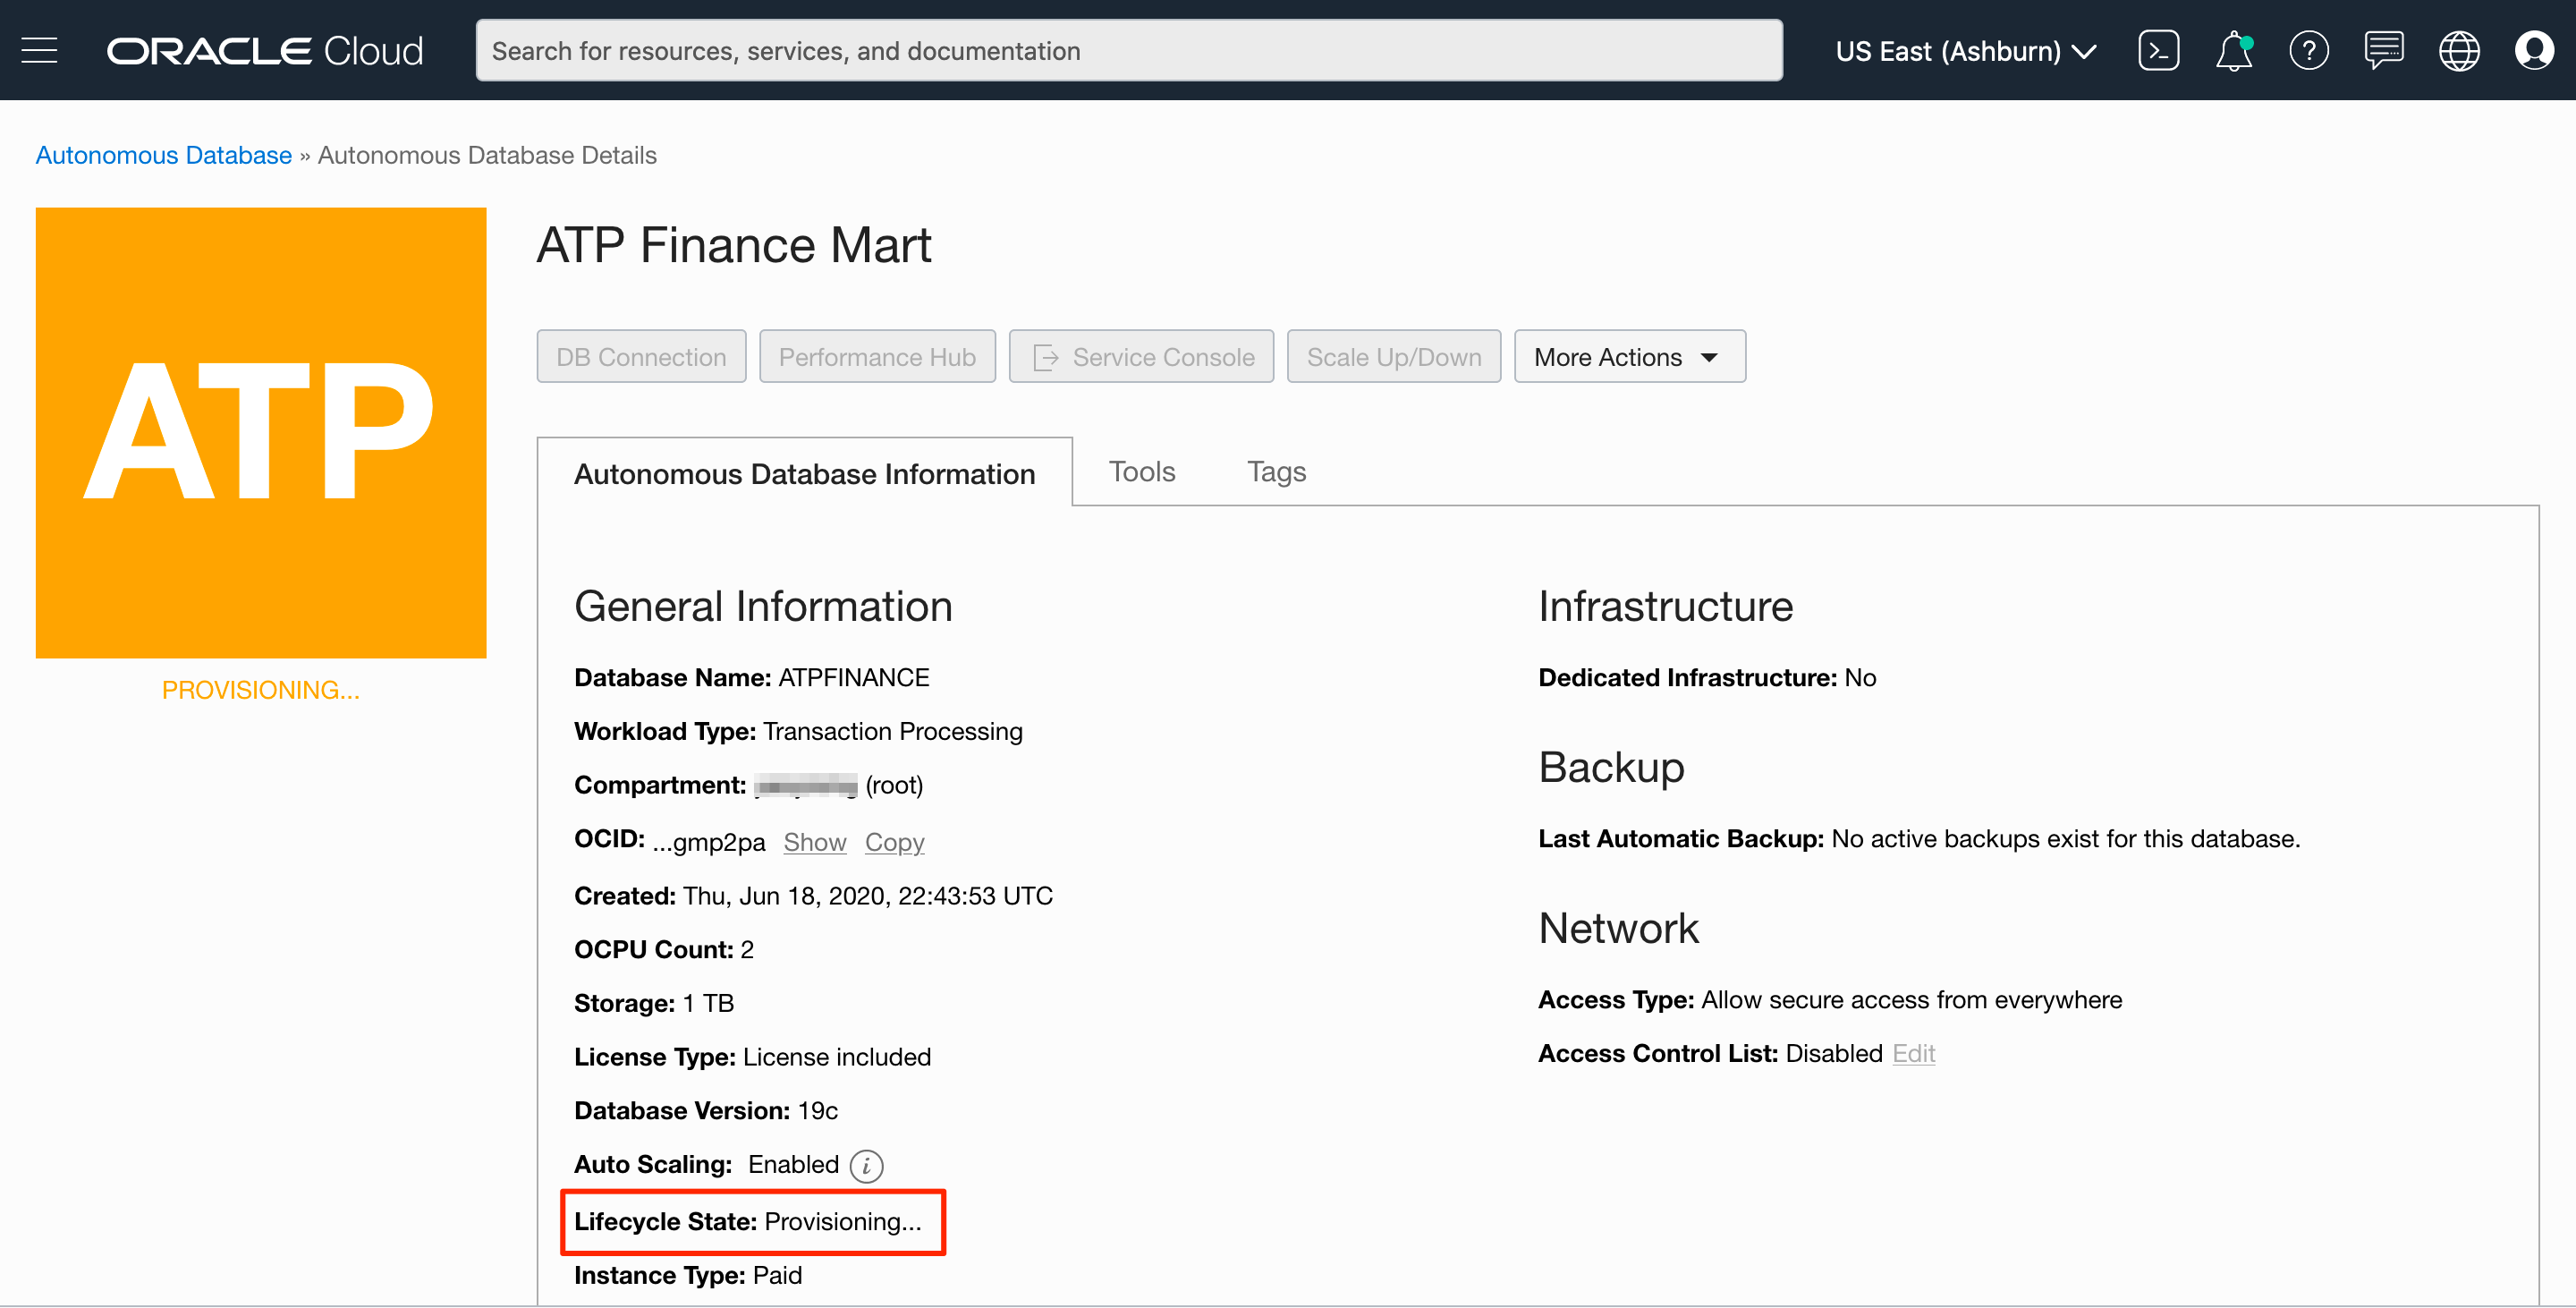 ORACLE Cloud
Search for resources, services, and documentation
US East (Ashburn)
Autonomous Database » Autonomous Database Details
ATP
PROVISIONING...
ATP Finance Mart
DB Connection
Performance Hub
Service Console
Scale Up/Down
More Actions
Autonomous Database Information
Tools
Tags
General Information
Database Name: ATPFINANCE
Workload Type: Transaction Processing
Compartment: (root)
OCID: ...gmp2pa Show Copy
Created: Thu, Jun 18, 2020, 22:43:53 UTC
OCPU Count: 2
Storage: 1 TB
License Type: License included
Database Version: 19c
Auto Scaling: Enabled i
Lifecycle State: Provisioning...
Instance Type: Paid
Infrastructure
Dedicated Infrastructure: No
Backup
Last Automatic Backup: No active backups exist for this database.
Network
Access Type: Allow secure access from everywhere
Access Control List: Disabled Edit